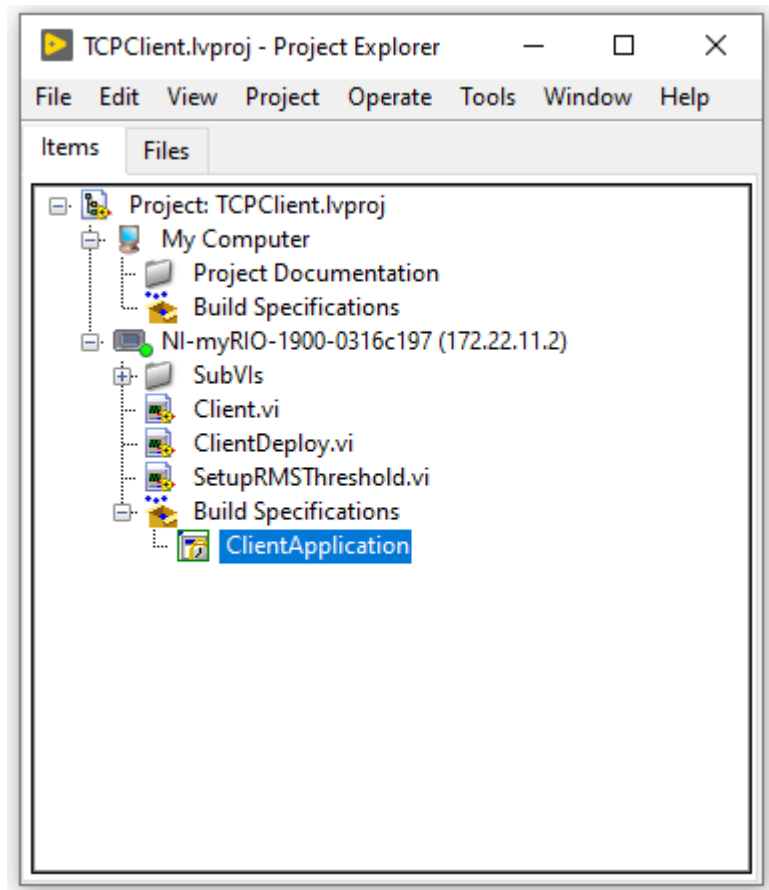 TCPClient.lvproj - Project Explorer
File Edit View Project Operate Tools Window Help
Items Files
Project: TCPClient.lvproj
My Computer
Project Documentation
Build Specifications
NI-myRIO-1900-0316c197 (172.22.11.2)
SubVIs
Client.vi
ClientDeploy.vi
SetupRMSThreshold.vi
Build Specifications
ClientApplication